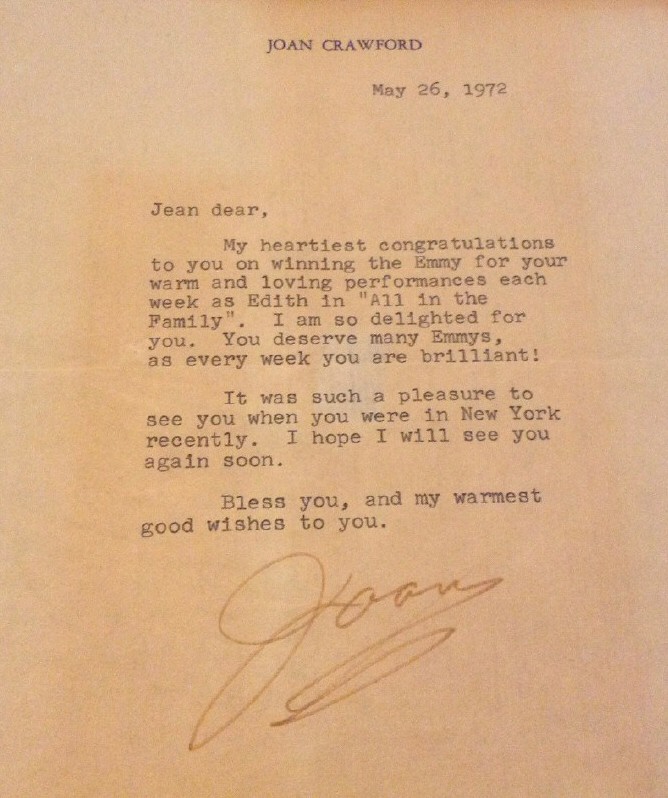 JOAN CRAWFORD
May 26, 1972
Jean dear,
My heartiest congratulations
to you on winning the Emmy for your
warm and loving performances each
week as Edith in "All in the
Family". I am so delighted for
you. You deserve many Emmys,
as every week you are brilliant!
It was such a pleasure to
see you when you were in New York
recently. I hope I will see you
again soon.
Bless you, and my warmest
good wishes to you.
Joan